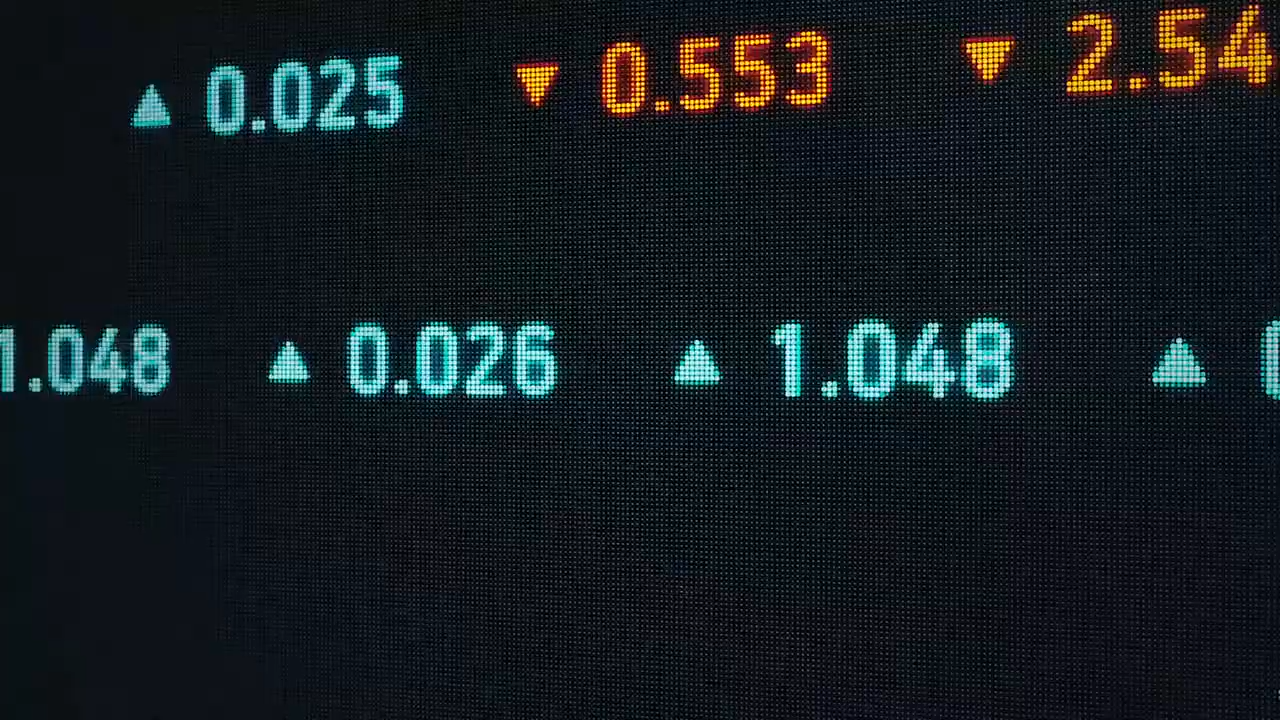 ▲ 0.025 ▼ 0.553 ▼ 2.54
1.048 ▲ 0.026 ▲ 1.048 ▲